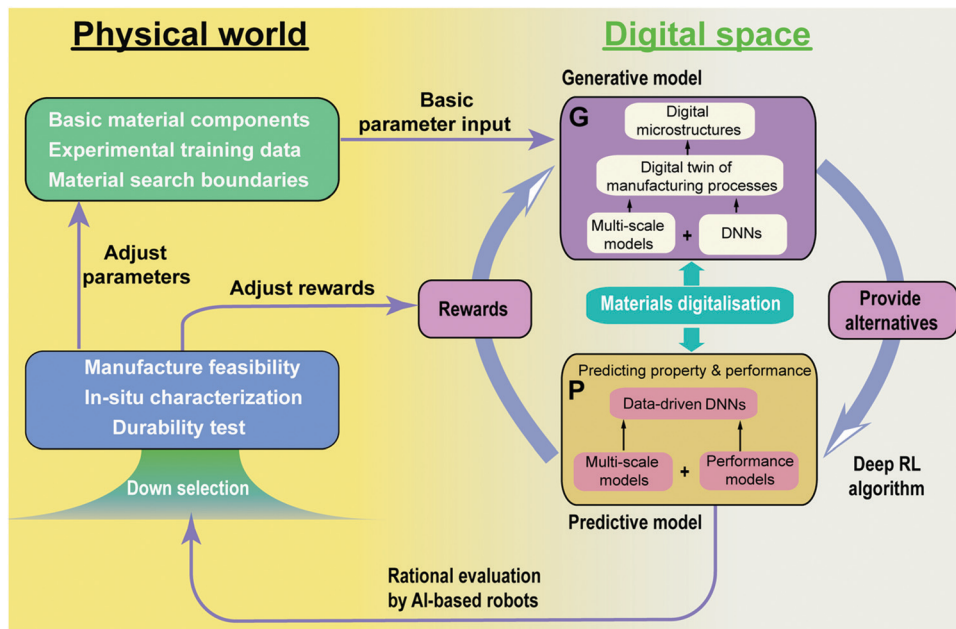 Physical world
Digital space
Basic material components
Experimental training data
Material search boundaries
Basic
parameter input
Generative model
G
Digital
microstructures
Digital twin of
manufacturing processes
Multi-scale
models
+
DNNs
Adjust
parameters
Adjust rewards
Rewards
Materials digitalisation
Provide
alternatives
Manufacture feasibility
In-situ characterization
Durability test
Down selection
Predicting property & performance
P
Data-driven DNNs
Multi-scale
models
+
Performance
models
Predictive model
Deep RL
algorithm
Rational evaluation
by AI-based robots